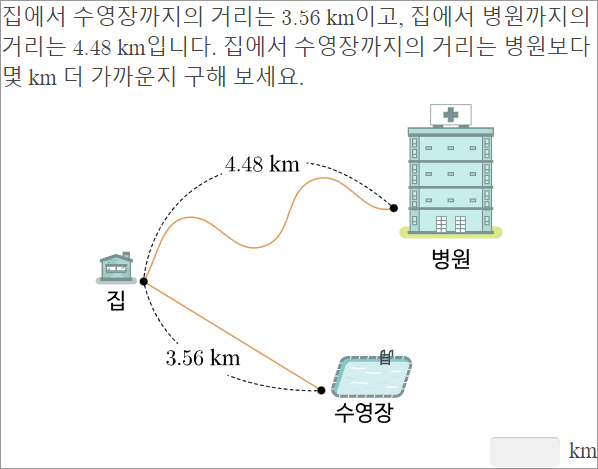 집에서 수영장까지의 거리는 3.56 km이고, 집에서 병원까지의
거리는 4.48 km입니다. 집에서 수영장까지의 거리는 병원보다
몇 km 더 가까운지 구해 보세요.
4.48 km
병원
집
3.56 km
수영장
km